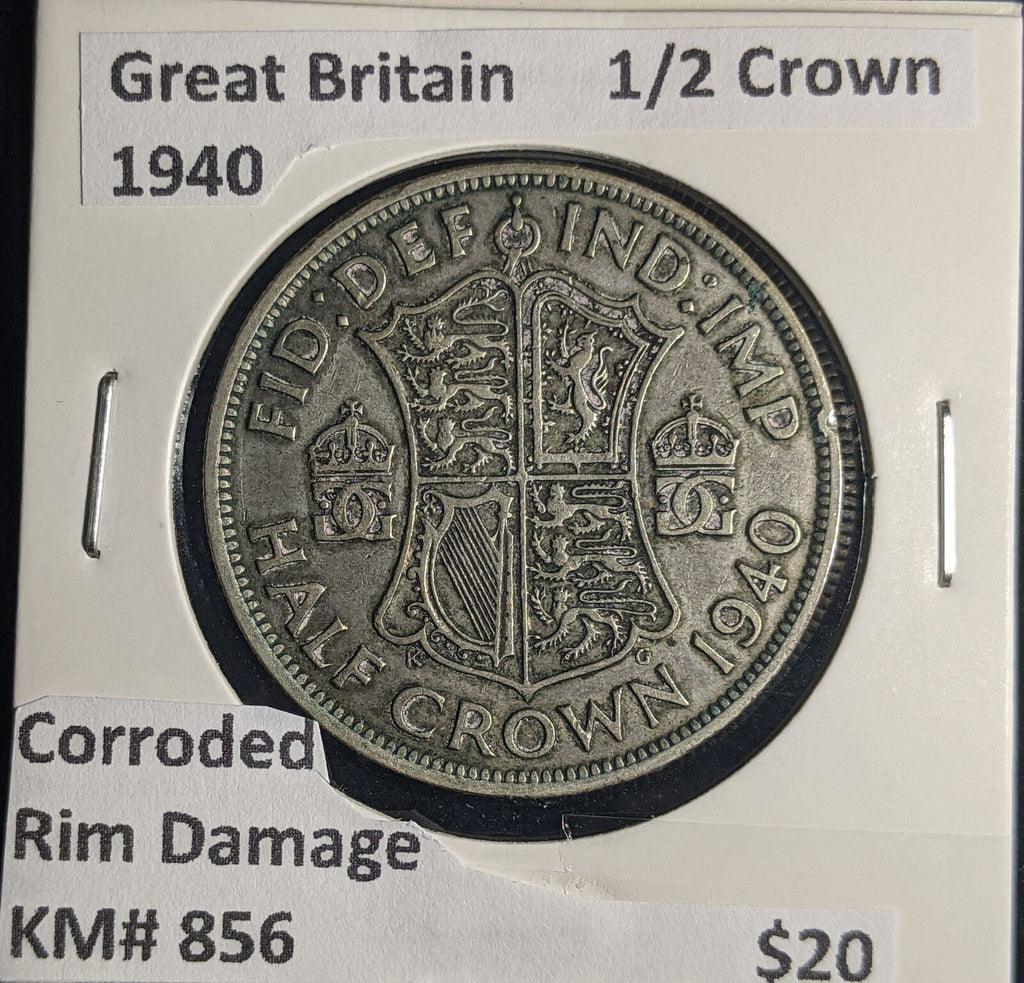 Great Britain 1/2 Crown
1940
FID·DEF IND:IMP
HALF CROWN 1940
K G
Corroded
Rim Damage
KM# 856
$20